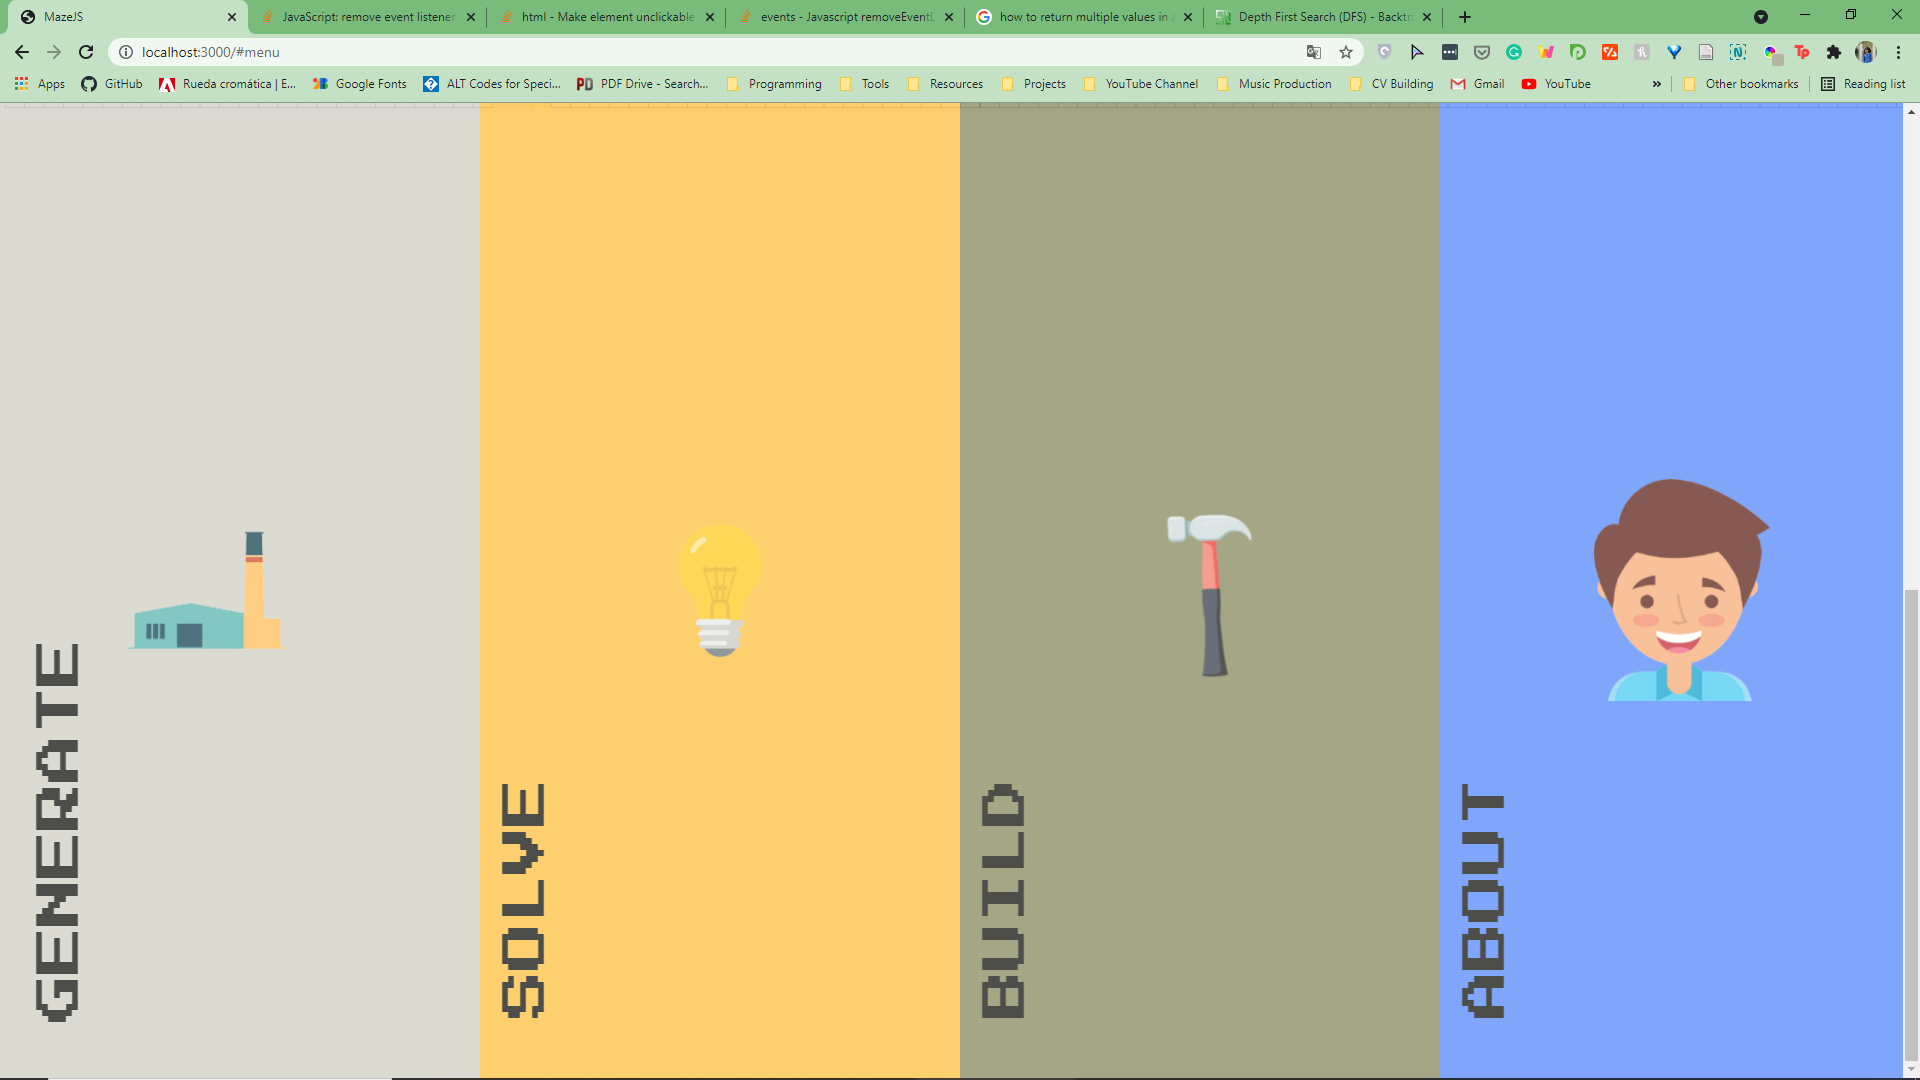 MazeJS
JavaScript: remove event listener
html - Make element unclickable
events - Javascript removeEventL
how to return multiple values in
Depth First Search (DFS) - Backtr
localhost:3000/#menu
Apps
GitHub
Rueda cromática | E...
Google Fonts
ALT Codes for Speci...
PDF Drive - Search...
Programming
Tools
Resources
Projects
YouTube Channel
Music Production
CV Building
Gmail
YouTube
»
Other bookmarks
Reading list
GENERATE
SOLVE
BUILD
ABOUT